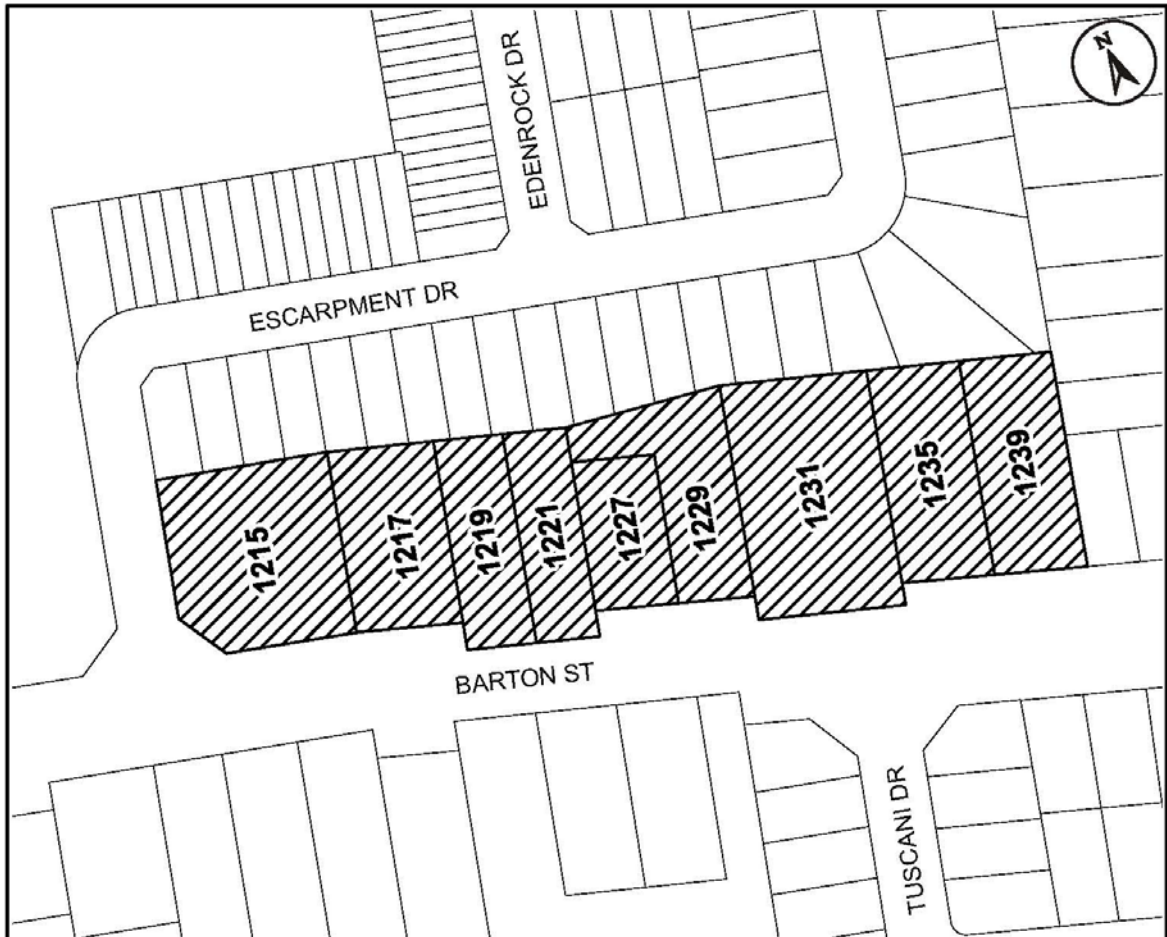 EDENROCK DR
N
ESCARPMENT DR
1215
1217
1219
1221
1227
1229
1231
1235
1239
BARTON ST
TUSCANI DR